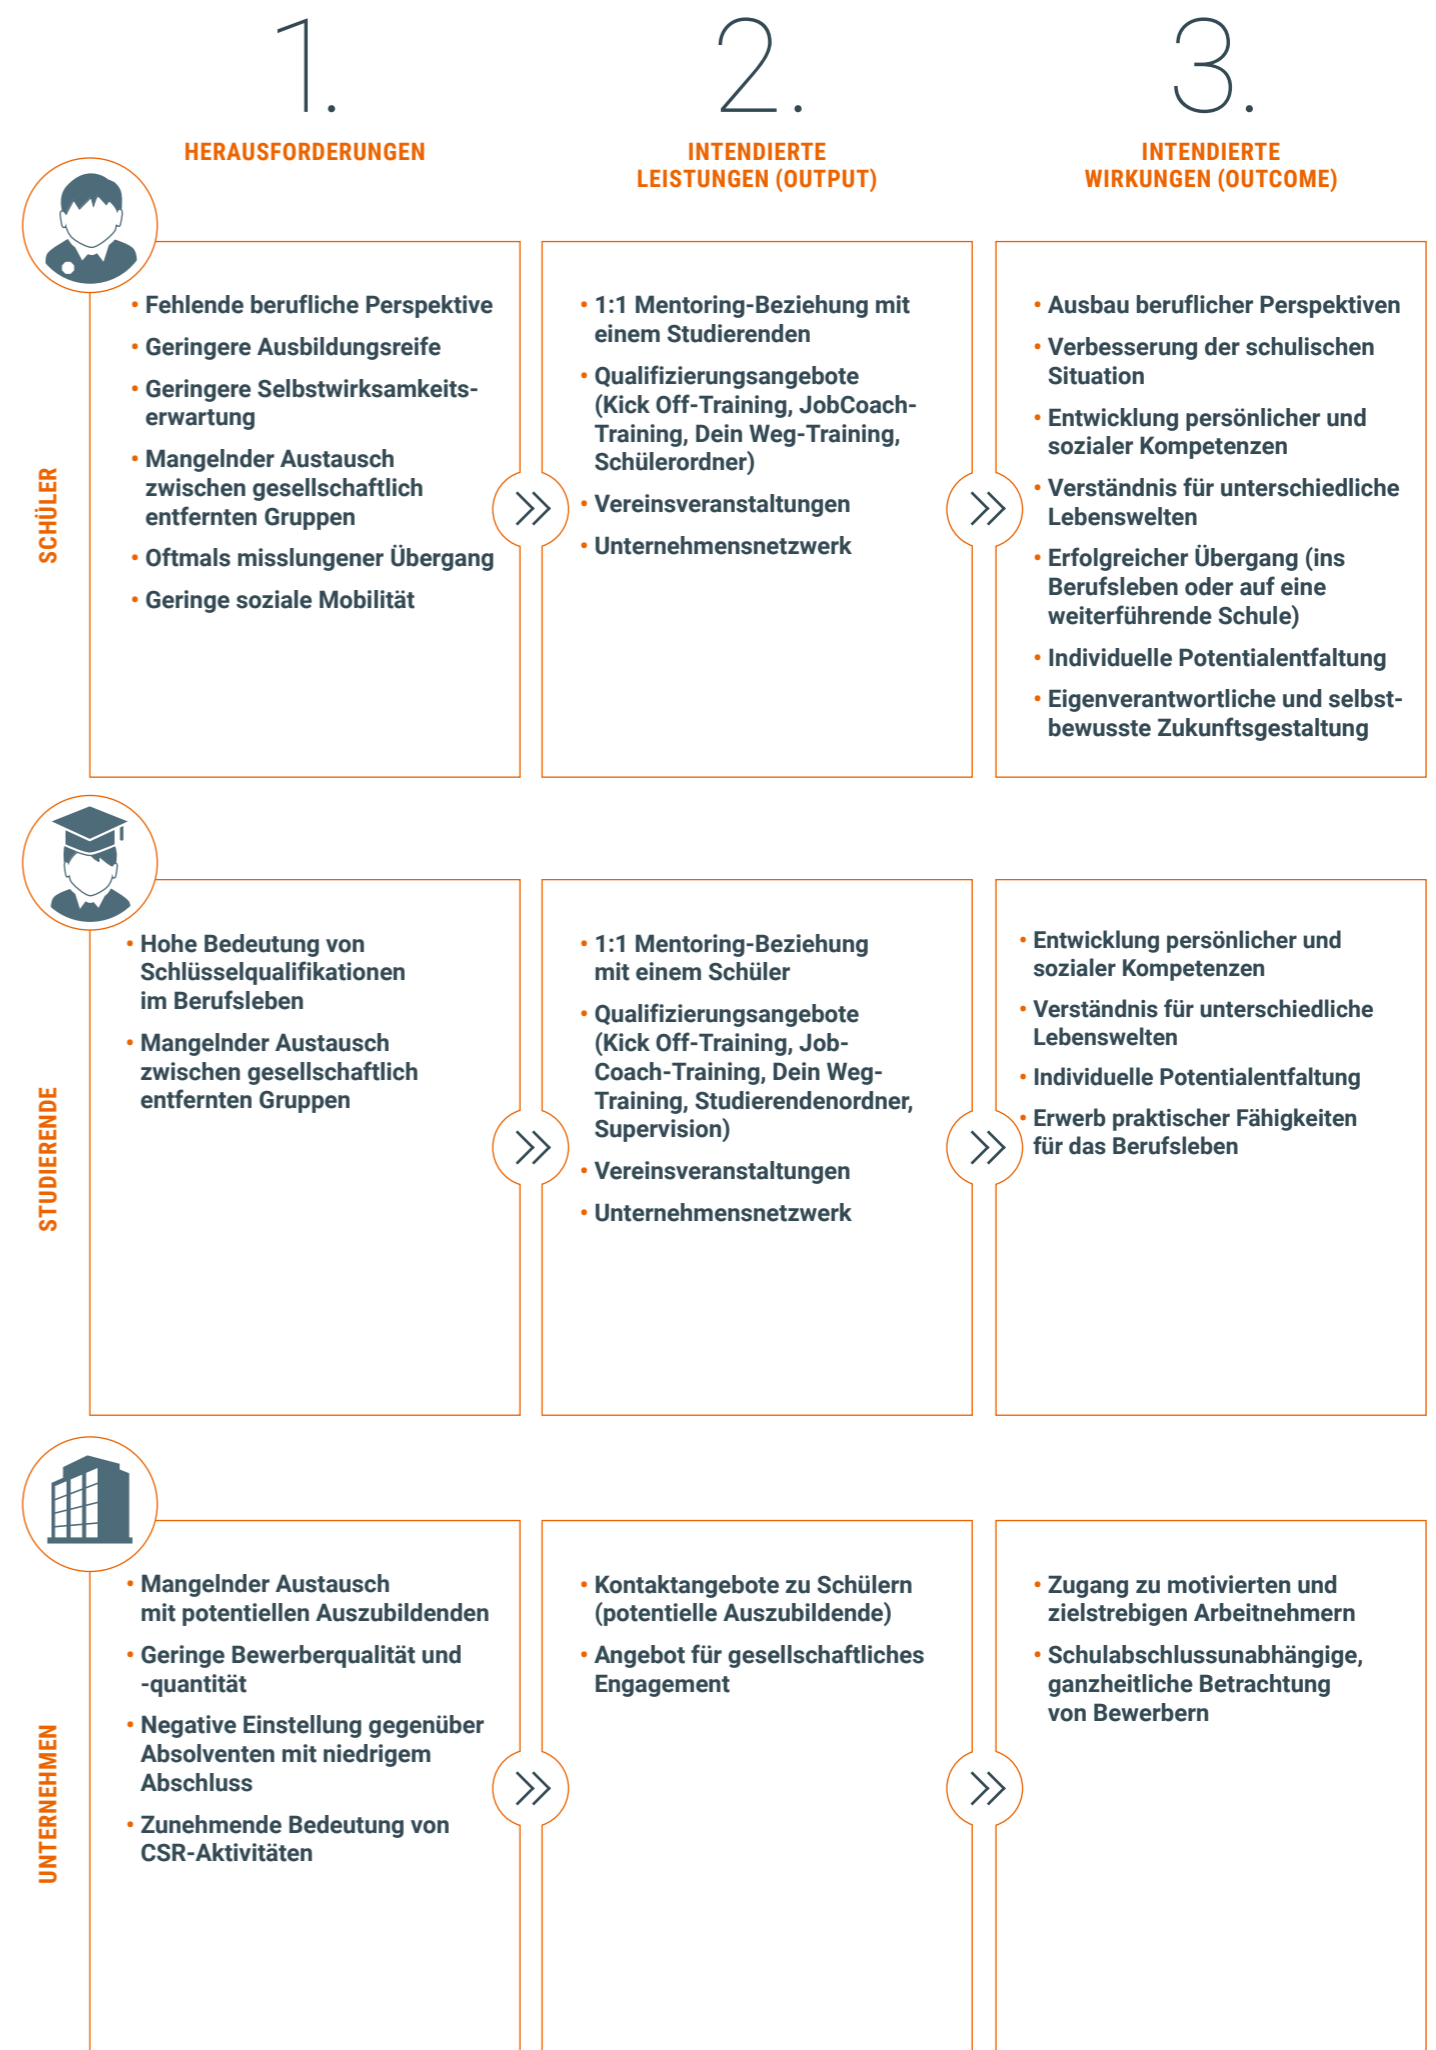 1.
HERAUSFORDERUNGEN
2.
INTENDIERTE
LEISTUNGEN (OUTPUT)
3.
INTENDIERTE
WIRKUNGEN (OUTCOME)
SCHÜLER
• Fehlende berufliche Perspektive
• Geringere Ausbildungsreife
• Geringere Selbstwirksamkeits-
erwartung
• Mangelnder Austausch
zwischen gesellschaftlich
entfernten Gruppen
• Oftmals misslungener Übergang
• Geringe soziale Mobilität
• 1:1 Mentoring-Beziehung mit
einem Studierenden
• Qualifizierungsangebote
(Kick Off-Training, JobCoach-
Training, Dein Weg-Training,
Schülerordner)
• Vereinsveranstaltungen
• Unternehmensnetzwerk
• Ausbau beruflicher Perspektiven
• Verbesserung der schulischen
Situation
• Entwicklung persönlicher und
sozialer Kompetenzen
• Verständnis für unterschiedliche
Lebenswelten
• Erfolgreicher Übergang (ins
Berufsleben oder auf eine
weiterführende Schule)
• Individuelle Potentialentfaltung
• Eigenverantwortliche und selbst-
bewusste Zukunftsgestaltung
STUDIERENDE
• Hohe Bedeutung von
Schlüsselqualifikationen
im Berufsleben
• Mangelnder Austausch
zwischen gesellschaftlich
entfernten Gruppen
• 1:1 Mentoring-Beziehung
mit einem Schüler
• Qualifizierungsangebote
(Kick Off-Training, Job-
Coach-Training, Dein Weg-
Training, Studierendenordner,
Supervision)
• Vereinsveranstaltungen
• Unternehmensnetzwerk
• Entwicklung persönlicher und
sozialer Kompetenzen
• Verständnis für unterschiedliche
Lebenswelten
• Individuelle Potentialentfaltung
• Erwerb praktischer Fähigkeiten
für das Berufsleben
UNTERNEHMEN
• Mangelnder Austausch
mit potentiellen Auszubildenden
• Geringe Bewerberqualität und
-quantität
• Negative Einstellung gegenüber
Absolventen mit niedrigem
Abschluss
• Zunehmende Bedeutung von
CSR-Aktivitäten
• Kontaktangebote zu Schülern
(potentielle Auszubildende)
• Angebot für gesellschaftliches
Engagement
• Zugang zu motivierten und
zielstrebigen Arbeitnehmern
• Schulabschlussunabhängige,
ganzheitliche Betrachtung
von Bewerbern